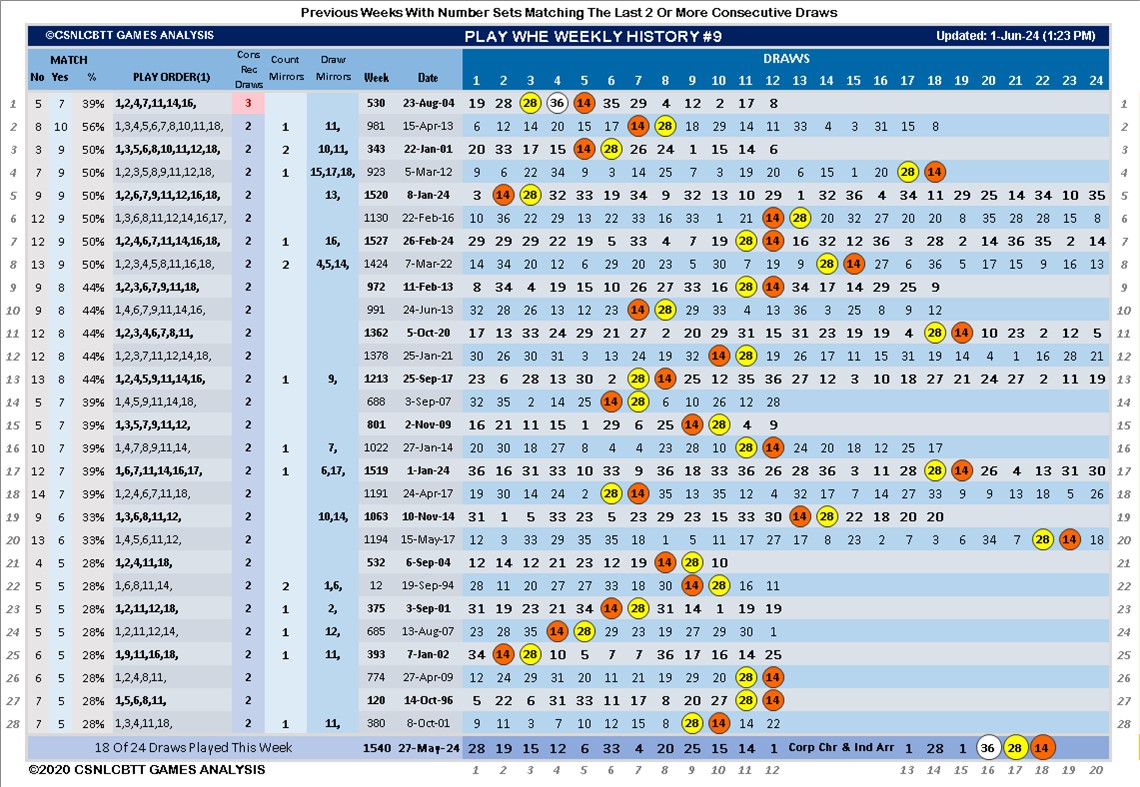 Previous Weeks With Number Sets Matching The Last 2 Or More Consecutive Draws
©CSNLCBTT GAMES ANALYSIS PLAY WHE WEEKLY HISTORY #9 Updated: 1-Jun-24 (1:23 PM)
MATCH Cons Rec Draws Count Mirrors Draw Mirrors DRAWS
No Yes % PLAY ORDER(1) Week Date 1 2 3 4 5 6 7 8 9 10 11 12 13 14 15 16 17 18 19 20 21 22 23 24
1 5 7 39% 1,2,4,7,11,14,16, 3 530 23-Aug-04 19 28 28 36 14 35 29 4 12 2 17 8 1
2 8 10 56% 1,3,4,5,6,7,8,10,11,18, 2 1 11, 981 15-Apr-13 6 12 14 20 15 17 14 28 18 29 14 11 33 4 3 31 15 8 2
3 3 9 50% 1,3,5,6,8,10,11,12,18, 2 2 10,11, 343 22-Jan-01 20 33 17 15 14 28 26 24 1 15 14 6 3
4 7 9 50% 1,2,3,5,8,9,11,12,18, 2 1 15,17,18, 923 5-Mar-12 9 6 22 34 9 3 14 25 7 3 19 20 6 15 1 20 28 14 4
5 9 9 50% 1,2,6,7,9,11,12,16,18, 2 13, 1520 8-Jan-24 3 14 28 32 33 19 34 9 32 13 10 29 1 32 36 4 34 11 29 25 14 34 10 35 5
6 12 9 50% 1,3,6,8,11,12,14,16,17, 2 1130 22-Feb-16 10 36 22 29 13 22 33 16 33 1 21 14 28 20 32 27 20 20 8 35 28 28 15 8 6
7 12 9 50% 1,2,4,6,7,11,14,16,18, 2 1 16, 1527 26-Feb-24 29 29 29 22 19 5 33 4 7 19 28 14 16 32 12 36 3 28 2 14 36 35 2 14 7
8 13 9 50% 1,2,3,4,5,8,11,16,18, 2 2 4,5,14, 1424 7-Mar-22 14 34 20 12 6 29 20 23 5 30 7 19 9 28 14 27 6 36 5 17 15 9 16 13 8
9 9 8 44% 1,2,3,6,7,9,11,18, 2 972 11-Feb-13 8 34 4 19 15 10 26 27 33 16 28 14 34 17 14 29 25 9 9
10 9 8 44% 1,4,6,7,9,11,14,16, 2 991 24-Jun-13 32 28 26 13 12 23 14 28 29 33 4 13 36 3 25 8 9 12 10
11 12 8 44% 1,2,3,4,6,7,8,11, 2 1362 5-Oct-20 17 13 33 24 29 21 27 2 20 29 31 15 31 23 19 19 4 28 14 10 23 2 12 5 11
12 12 8 44% 1,2,3,7,11,12,14,18, 2 1378 25-Jan-21 30 26 30 31 3 13 24 19 32 14 28 19 26 17 11 15 31 19 14 4 1 16 28 21 12
13 13 8 44% 1,2,4,5,9,11,14,16, 2 1 9, 1213 25-Sep-17 23 6 28 13 30 2 28 14 25 12 35 36 27 12 3 10 18 27 21 24 27 2 11 19 13
14 5 7 39% 1,4,5,9,11,14,18, 2 688 3-Sep-07 32 35 2 14 25 14 28 6 10 26 12 28 14
15 5 7 39% 1,3,5,7,9,11,12, 2 801 2-Nov-09 16 21 11 15 1 29 6 25 14 28 4 9 15
16 10 7 39% 1,4,7,8,9,11,14, 2 1 7, 1022 27-Jan-14 20 30 18 27 8 4 4 23 28 10 28 14 24 20 18 12 25 17 16
17 12 7 39% 1,6,7,11,14,16,17, 2 1 6,17, 1519 1-Jan-24 36 16 31 33 10 33 9 36 18 33 36 26 28 36 3 11 28 28 14 26 4 13 31 30 17
18 14 7 39% 1,2,4,6,7,11,18, 2 1191 24-Apr-17 19 30 14 24 2 28 14 35 13 35 12 4 32 17 7 14 27 33 9 9 13 18 5 26 18
19 9 6 33% 1,3,6,8,11,12, 2 10,14, 1063 10-Nov-14 31 1 5 33 23 5 23 29 23 15 33 30 14 28 22 18 20 20 19
20 13 6 33% 1,4,5,6,11,12, 2 1194 15-May-17 12 3 33 29 35 35 18 1 5 11 17 27 17 8 23 2 7 3 6 34 7 28 14 18 20
21 4 5 28% 1,2,4,11,18, 2 532 6-Sep-04 12 14 12 21 23 12 19 14 28 10 21
22 5 5 28% 1,6,8,11,14, 2 2 1,6, 12 19-Sep-94 28 11 20 27 27 33 18 30 14 28 16 11 22
23 5 5 28% 1,2,11,12,18, 2 1 2, 375 3-Sep-01 31 19 23 21 34 14 28 31 14 1 19 19 23
24 5 5 28% 1,2,11,12,14, 2 1 12, 685 13-Aug-07 23 28 35 14 28 29 23 19 27 29 30 1 24
25 6 5 28% 1,9,11,16,18, 2 1 11, 393 7-Jan-02 34 14 28 10 5 7 7 36 17 16 14 25 25
26 6 5 28% 1,2,4,8,11, 2 774 27-Apr-09 12 24 29 31 20 11 21 19 29 20 28 14 26
27 7 5 28% 1,5,6,8,11, 2 120 14-Oct-96 5 22 6 31 33 11 17 8 20 27 28 14 27
28 7 5 28% 1,3,4,11,18, 2 1 11, 380 8-Oct-01 9 11 3 7 10 12 15 8 28 14 14 22 28
18 Of 24 Draws Played This Week 1540 27-May-24 28 19 15 12 6 33 4 20 25 15 14 1 Corp Chr & Ind Arr 1 28 1 36 28 14
©2020 CSNLCBTT GAMES ANALYSIS 1 2 3 4 5 6 7 8 9 10 11 12 13 14 15 16 17 18 19 20